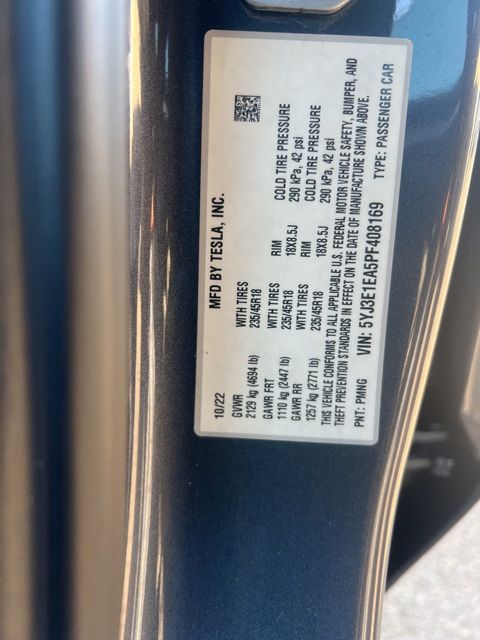 MFD BY TESLA, INC.
10/22
GVWR
2129 kg (4694 lb)
WITH TIRES
235/45R18
RIM
18X8.5J
COLD TIRE PRESSURE
290 kPa, 42 psi
GAWR FRT
1110 kg (2447 lb)
WITH TIRES
235/45R18
RIM
18X8.5J
COLD TIRE PRESSURE
290 kPa, 42 psi
GAWR RR
1257 kg (2771 lb)
WITH TIRES
235/45R18
THIS VEHICLE CONFORMS TO ALL APPLICABLE U.S. FEDERAL MOTOR VEHICLE SAFETY, BUMPER, AND
THEFT PREVENTION STANDARDS IN EFFECT ON THE DATE OF MANUFACTURE SHOWN ABOVE.
VIN: 5YJ3E1EA5PF408169
PNT: PMNG
TYPE: PASSENGER CAR